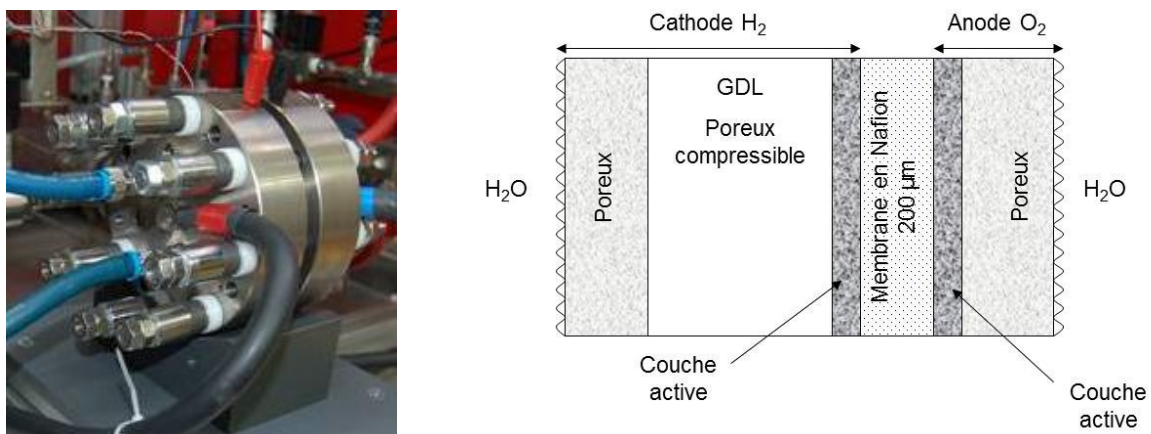 Cathode H₂
Anode O₂
H₂O
Poreux
GDL
Poreux
compressible
Membrane en Nafion
200 µm
Poreux
H₂O
Couche
active
Couche
active